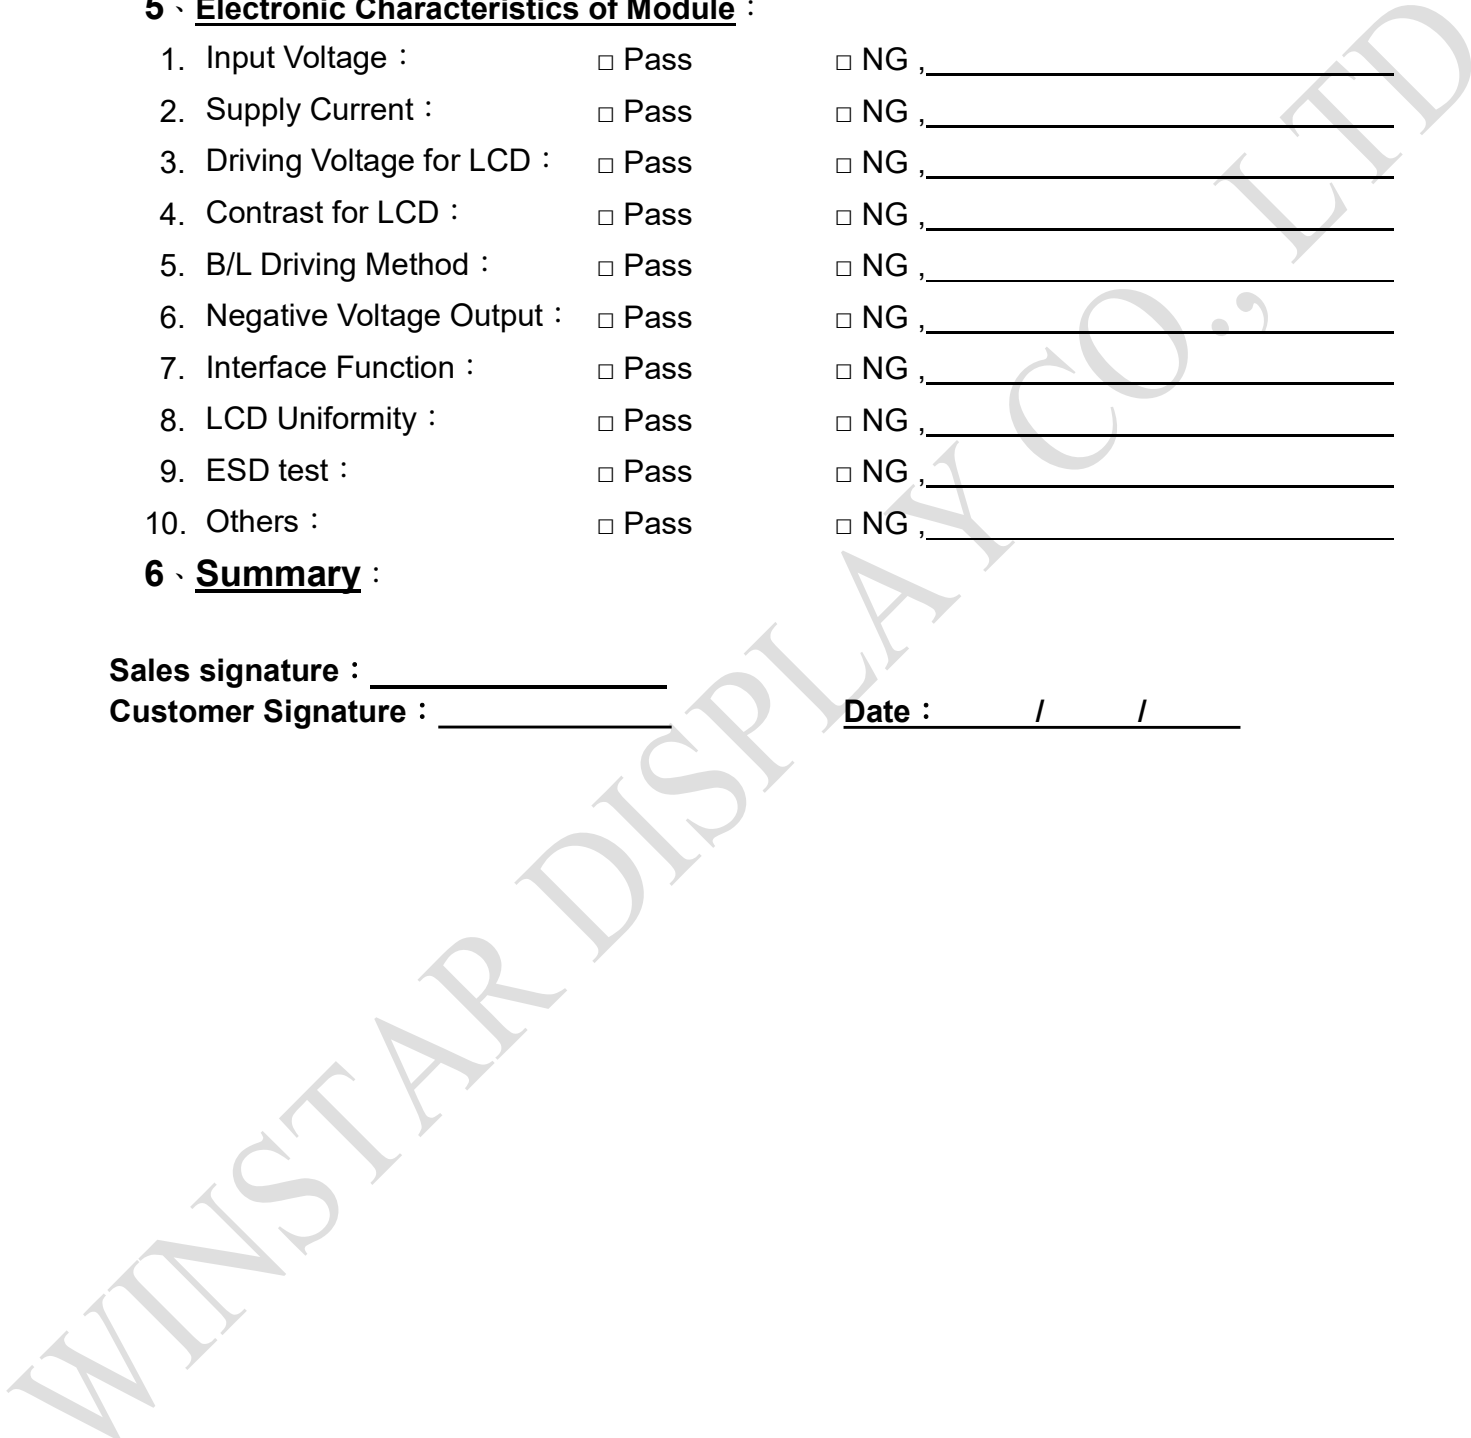 5、Electronic Characteristics of Module：
1. Input Voltage： □ Pass □ NG ,
2. Supply Current： □ Pass □ NG ,
3. Driving Voltage for LCD： □ Pass □ NG ,
4. Contrast for LCD： □ Pass □ NG ,
5. B/L Driving Method： □ Pass □ NG ,
6. Negative Voltage Output： □ Pass □ NG ,
7. Interface Function： □ Pass □ NG ,
8. LCD Uniformity： □ Pass □ NG ,
9. ESD test： □ Pass □ NG ,
10. Others： □ Pass □ NG ,
6、Summary：
Sales signature：
Customer Signature： Date： / /
WINSTAR DISPLAY CO., LTD